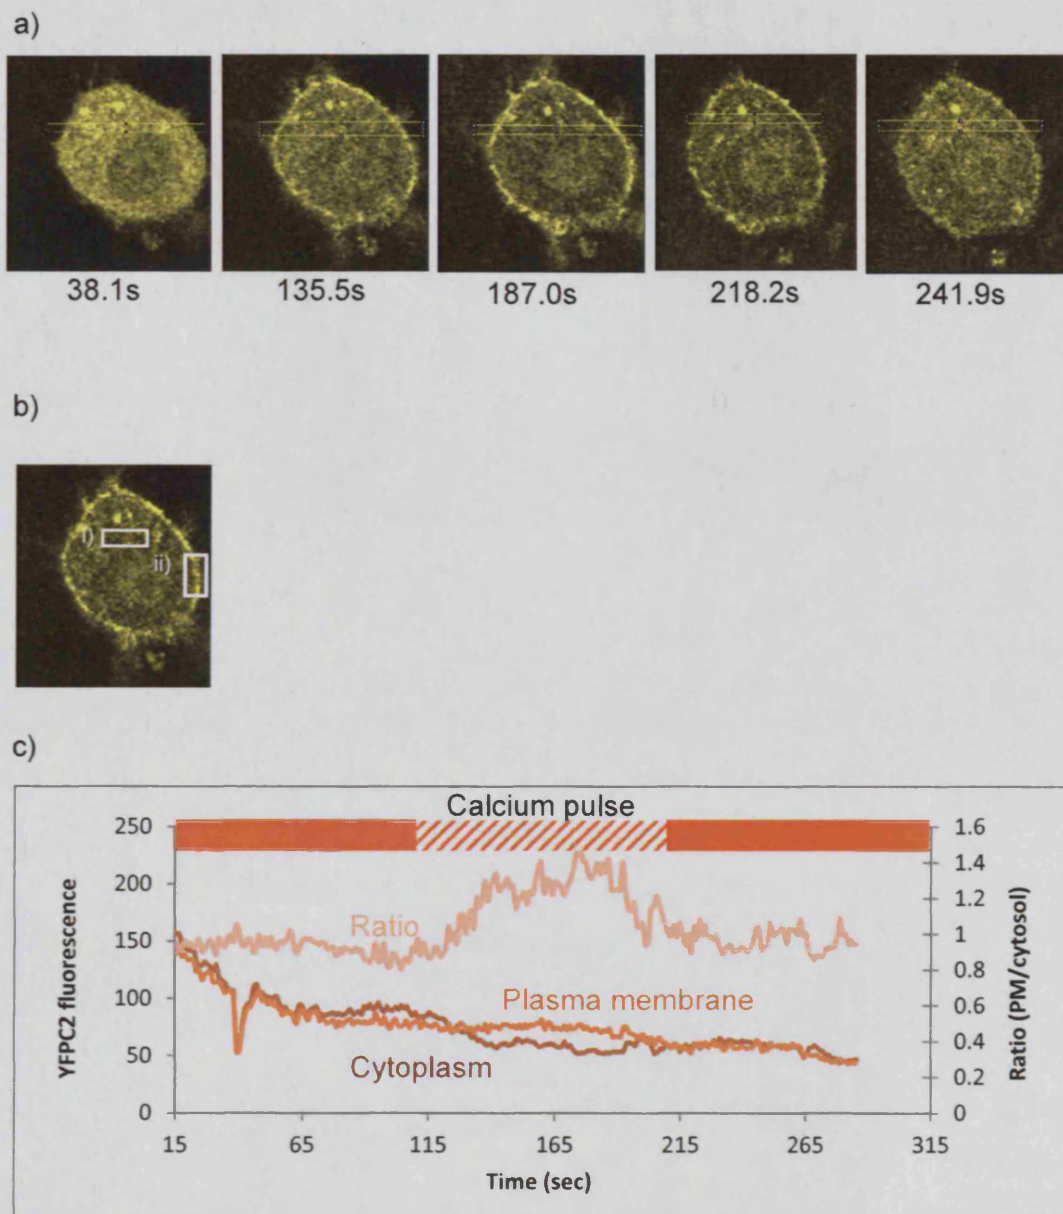 a)
38.1s 135.5s 187.0s 218.2s 241.9s
b)
i)
ii)
c)
Calcium pulse
250
200
150
100
50
0
YFPC2 fluorescence
1.6
1.4
1.2
1
0.8
0.6
0.4
0.2
0
Ratio (PM/cytosol)
Ratio
Plasma membrane
Cytoplasm
15 65 115 165 215 265 315
Time (sec)